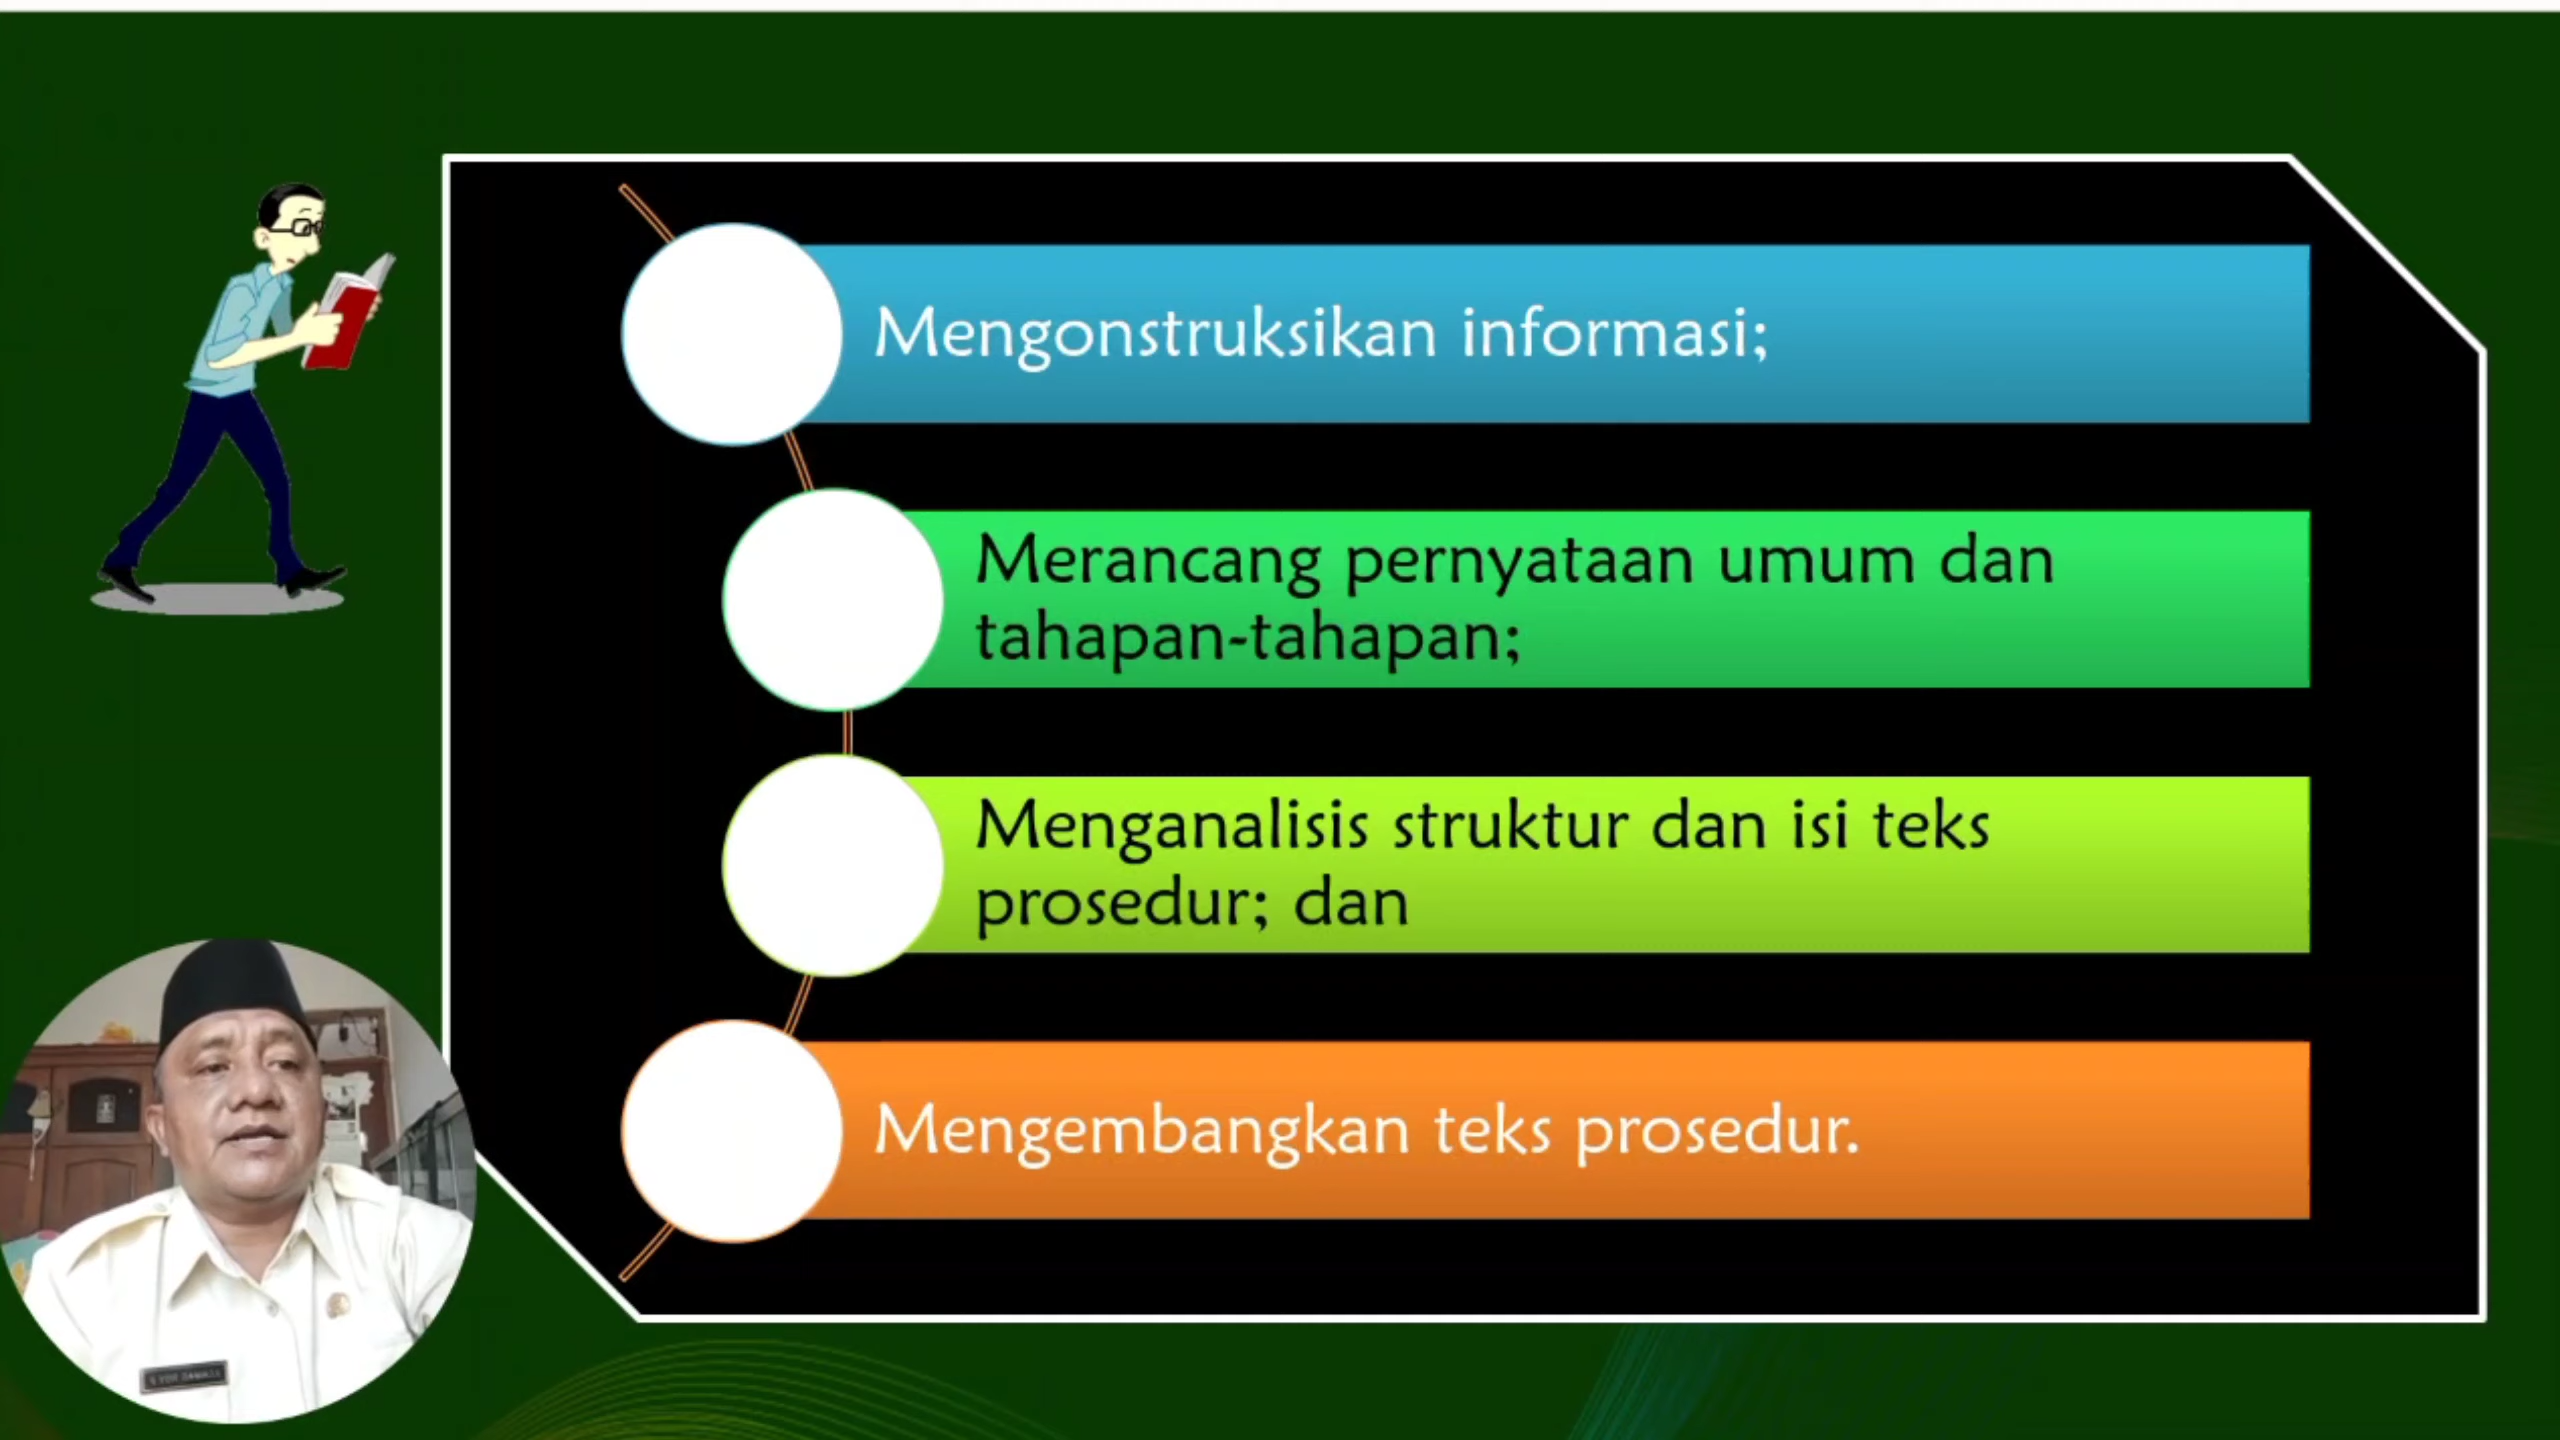 Mengonstruksikan informasi;
Merancang pernyataan umum dan
tahapan-tahapan;
Menganalisis struktur dan isi teks
prosedur; dan
Mengembangkan teks prosedur.